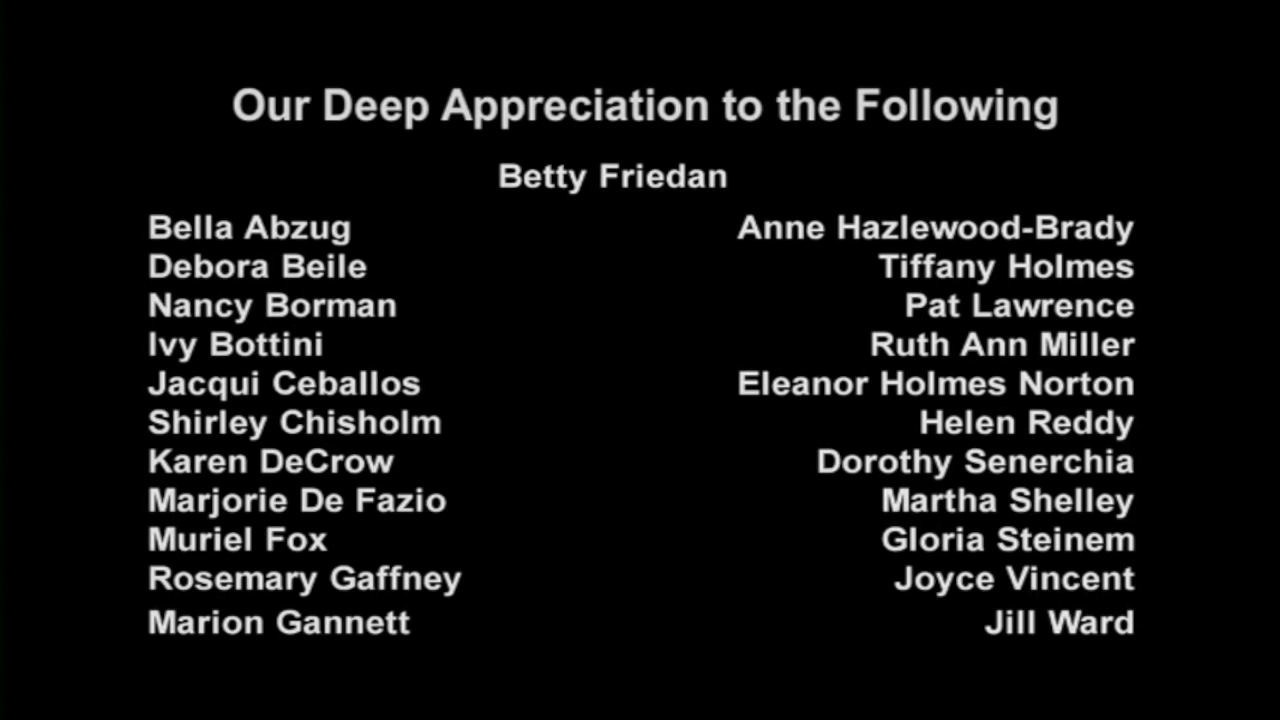 Our Deep Appreciation to the Following
Betty Friedan
Bella Abzug
Debora Beile
Nancy Borman
Ivy Bottini
Jacqui Ceballos
Shirley Chisholm
Karen DeCrow
Marjorie De Fazio
Muriel Fox
Rosemary Gaffney
Marion Gannett
Anne Hazlewood-Brady
Tiffany Holmes
Pat Lawrence
Ruth Ann Miller
Eleanor Holmes Norton
Helen Reddy
Dorothy Senerchia
Martha Shelley
Gloria Steinem
Joyce Vincent
Jill Ward